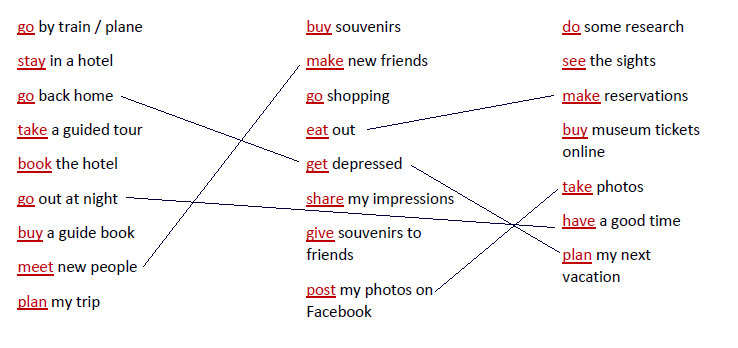 go by train / plane
stay in a hotel
go back home
take a guided tour
book the hotel
go out at night
buy a guide book
meet new people
plan my trip
buy souvenirs
make new friends
go shopping
eat out
get depressed
share my impressions
give souvenirs to
friends
post my photos on
Facebook
do some research
see the sights
make reservations
buy museum tickets
online
take photos
have a good time
plan my next
vacation